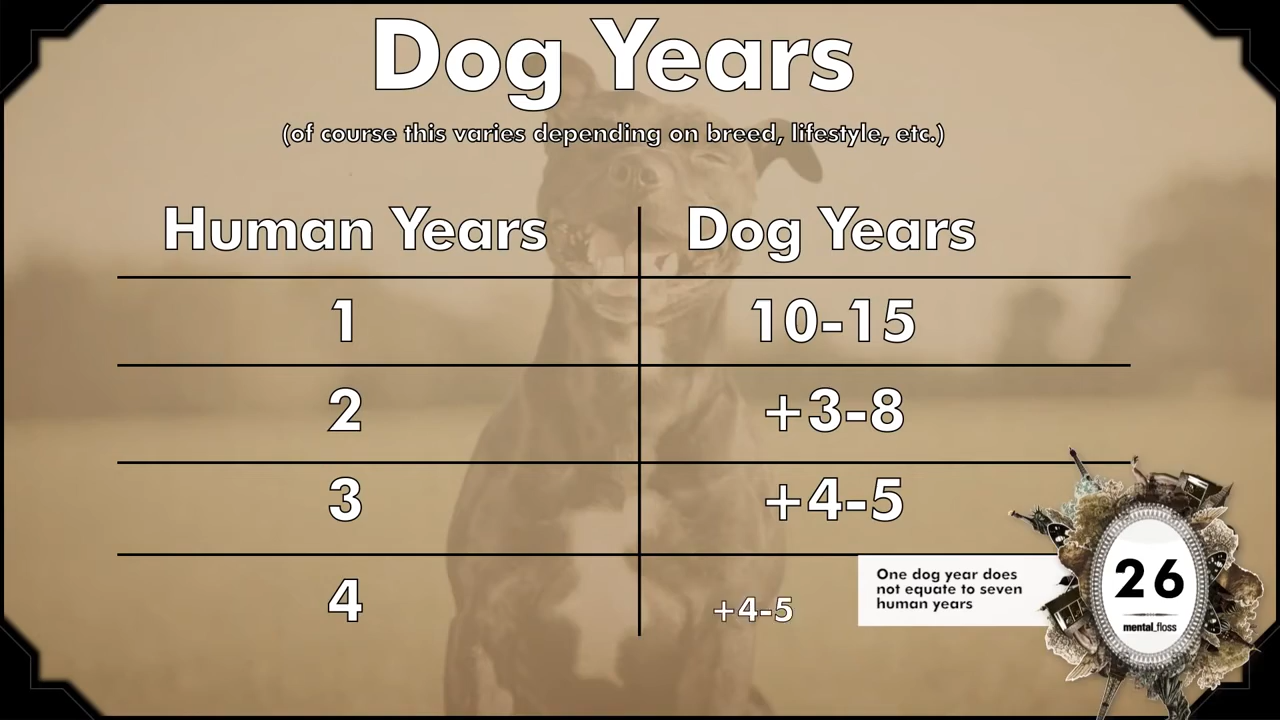 Dog Years
(of course this varies depending on breed, lifestyle, etc.)
Human Years Dog Years
1 10-15
2 +3-8
3 +4-5
4 +4-5
One dog year does
not equate to seven
human years
26
mental_floss